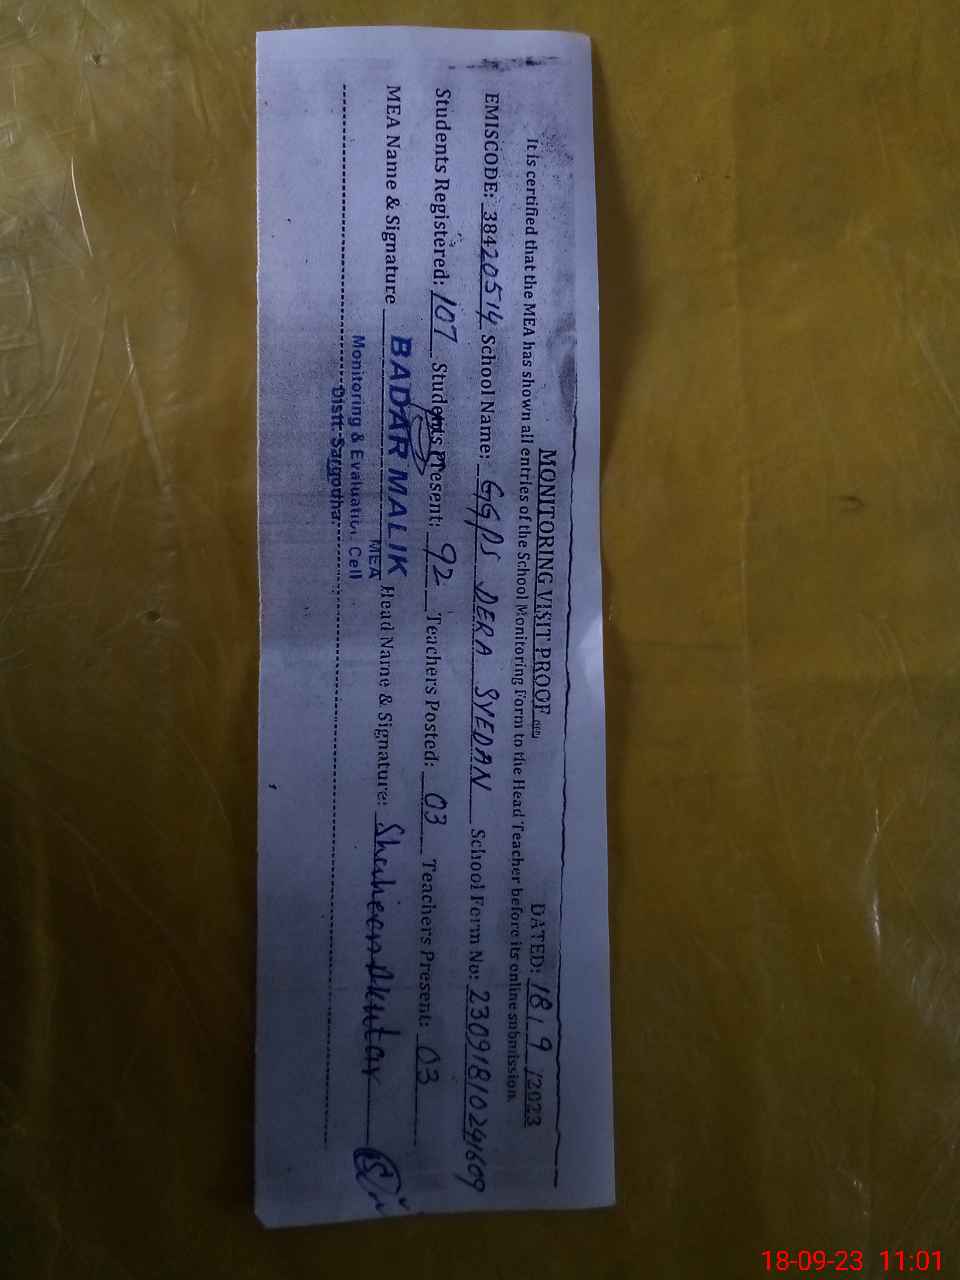 MONITORING VISIT PROOF DATED: 18/9/2023
It is certified that the MEA has shown all entries of the School Monitoring Form to the Head Teacher before its online submission.
EMISCODE: 38420514 School Name: GGPS DERA SYEDAN School Form No: 23091810241609
Students Registered: 107 Students Present: 92 Teachers Posted: 03 Teachers Present: 03
MEA Name & Signature BADAR MALIK Head Name & Signature: Shaheen Akhtar
MEA
Monitoring & Evaluation Cell
Distt: Sargodha.
18-09-23 11:01